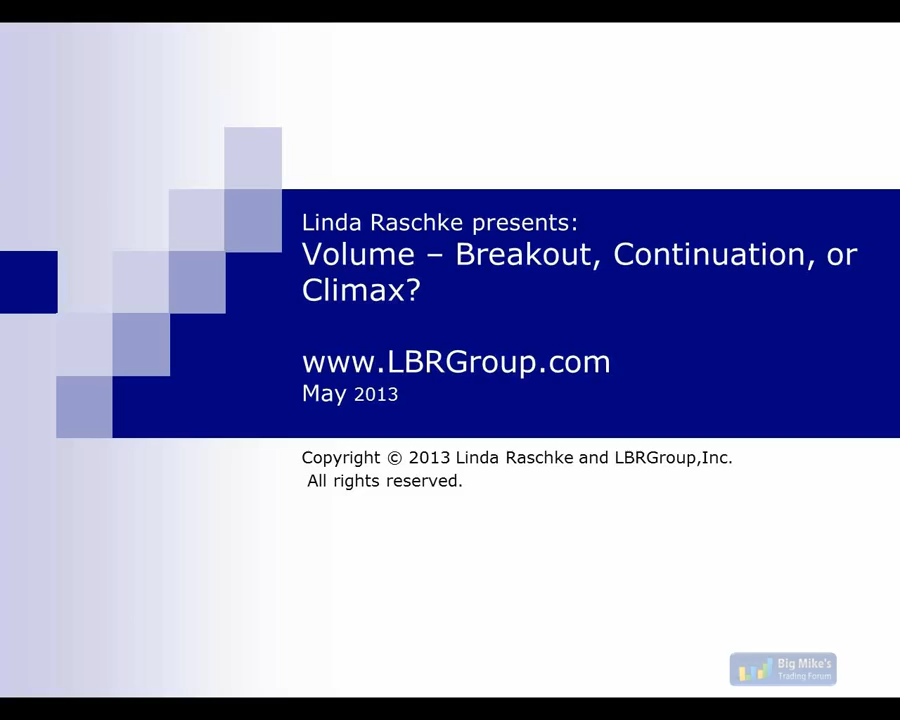 Linda Raschke presents:
Volume – Breakout, Continuation, or
Climax?
www.LBRGroup.com
May 2013
Copyright © 2013 Linda Raschke and LBRGroup,Inc.
All rights reserved.
Big Mike's
Trading Forum